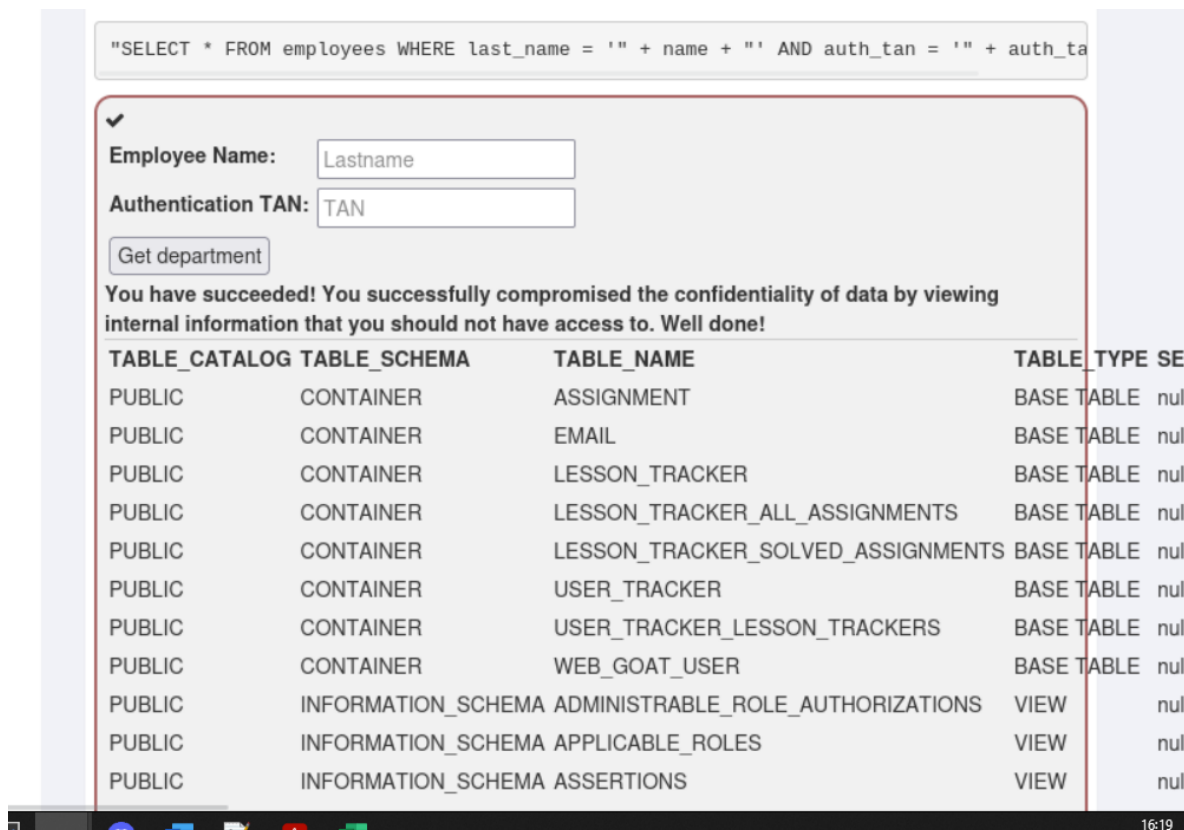 "SELECT * FROM employees WHERE last_name = '" + name + "' AND auth_tan = '" + auth_ta
Employee Name: Lastname
Authentication TAN: TAN
Get department
You have succeeded! You successfully compromised the confidentiality of data by viewing
internal information that you should not have access to. Well done!
TABLE_CATALOG TABLE_SCHEMA TABLE_NAME TABLE_TYPE SE
PUBLIC CONTAINER ASSIGNMENT BASE TABLE nul
PUBLIC CONTAINER EMAIL BASE TABLE nul
PUBLIC CONTAINER LESSON_TRACKER BASE TABLE nul
PUBLIC CONTAINER LESSON_TRACKER_ALL_ASSIGNMENTS BASE TABLE nul
PUBLIC CONTAINER LESSON_TRACKER_SOLVED_ASSIGNMENTS BASE TABLE nul
PUBLIC CONTAINER USER_TRACKER BASE TABLE nul
PUBLIC CONTAINER USER_TRACKER_LESSON_TRACKERS BASE TABLE nul
PUBLIC CONTAINER WEB_GOAT_USER BASE TABLE nul
PUBLIC INFORMATION_SCHEMA ADMINISTRABLE_ROLE_AUTHORIZATIONS VIEW nul
PUBLIC INFORMATION_SCHEMA APPLICABLE_ROLES VIEW nul
PUBLIC INFORMATION_SCHEMA ASSERTIONS VIEW nul
16:19